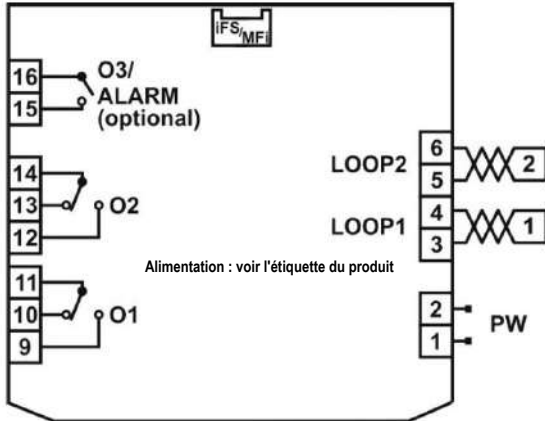 iFS/MFi
16
O3/
15
ALARM
(optional)
14
13
O2
12
11
10
O1
9
LOOP2
6
5
2
LOOP1
4
3
1
Alimentation : voir l'étiquette du produit
2
1
PW